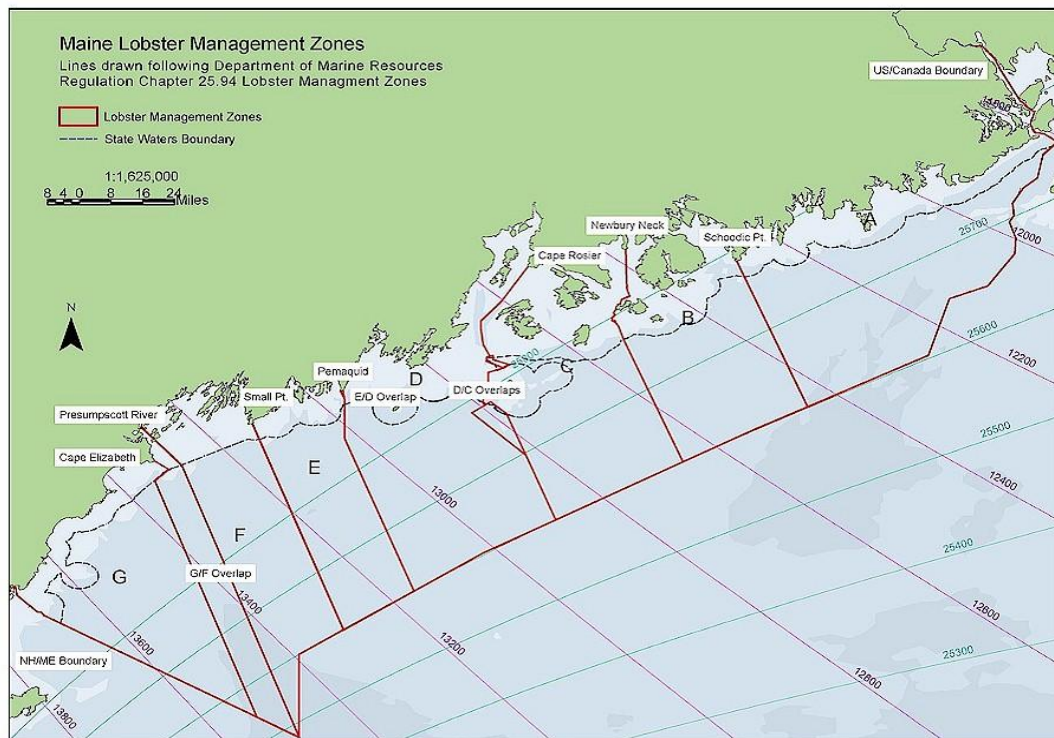 Maine Lobster Management Zones
Lines drawn following Department of Marine Resources
Regulation Chapter 25.94 Lobster Managment Zones
Lobster Management Zones
State Waters Boundary
1:1,625,000
8 4 0 8 16 24
Miles
N
US/Canada Boundary
11800
A
Newbury Neck
Schoodic Pt.
25700
12000
Cape Rosier
B
25600
12200
C
Pemaquid
D
E/D Overlap
D/C Overlaps
Small Pt.
Presumpscott River
25500
Cape Elizabeth
E
12400
13000
F
25400
G
G/F Overlap
13400
12600
13600
13200
NH/ME Boundary
25300
12800
13800